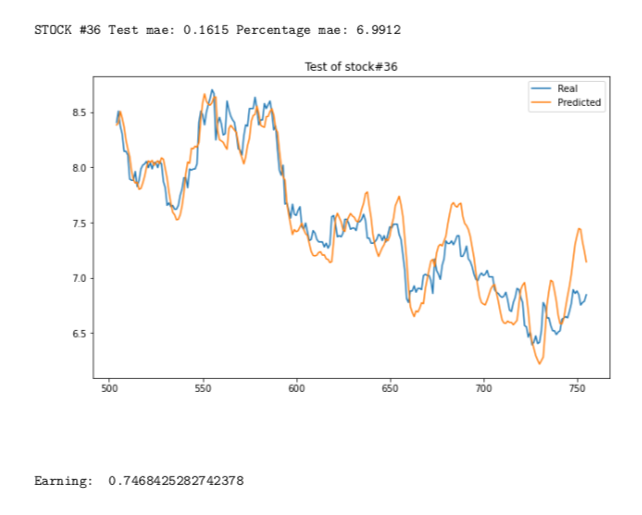 STOCK #36 Test mae: 0.1615 Percentage mae: 6.9912
Test of stock#36
Real
Predicted
8.5
8.0
7.5
7.0
6.5
500 550 600 650 700 750
Earning: 0.7468425282742378